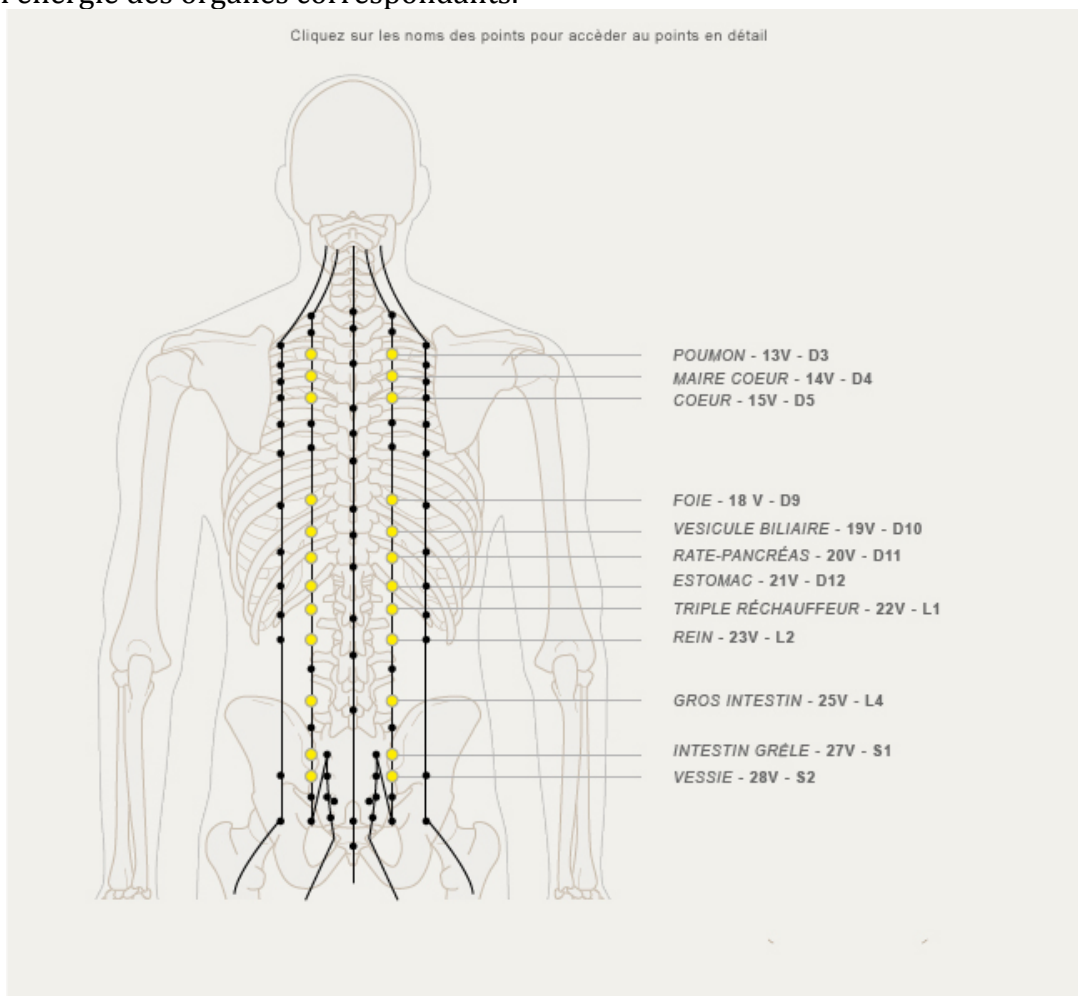 l'énergie des organes correspondants.
Cliquez sur les noms des points pour accèder au points en détail
POUMON - 13V - D3
MAIRE COEUR - 14V - D4
COEUR - 15V - D5
FOIE - 18 V - D9
VESICULE BILIAIRE - 19V - D10
RATE-PANCRÉAS - 20V - D11
ESTOMAC - 21V - D12
TRIPLE RÉCHAUFFEUR - 22V - L1
REIN - 23V - L2
GROS INTESTIN - 25V - L4
INTESTIN GRÊLE - 27V - S1
VESSIE - 28V - S2